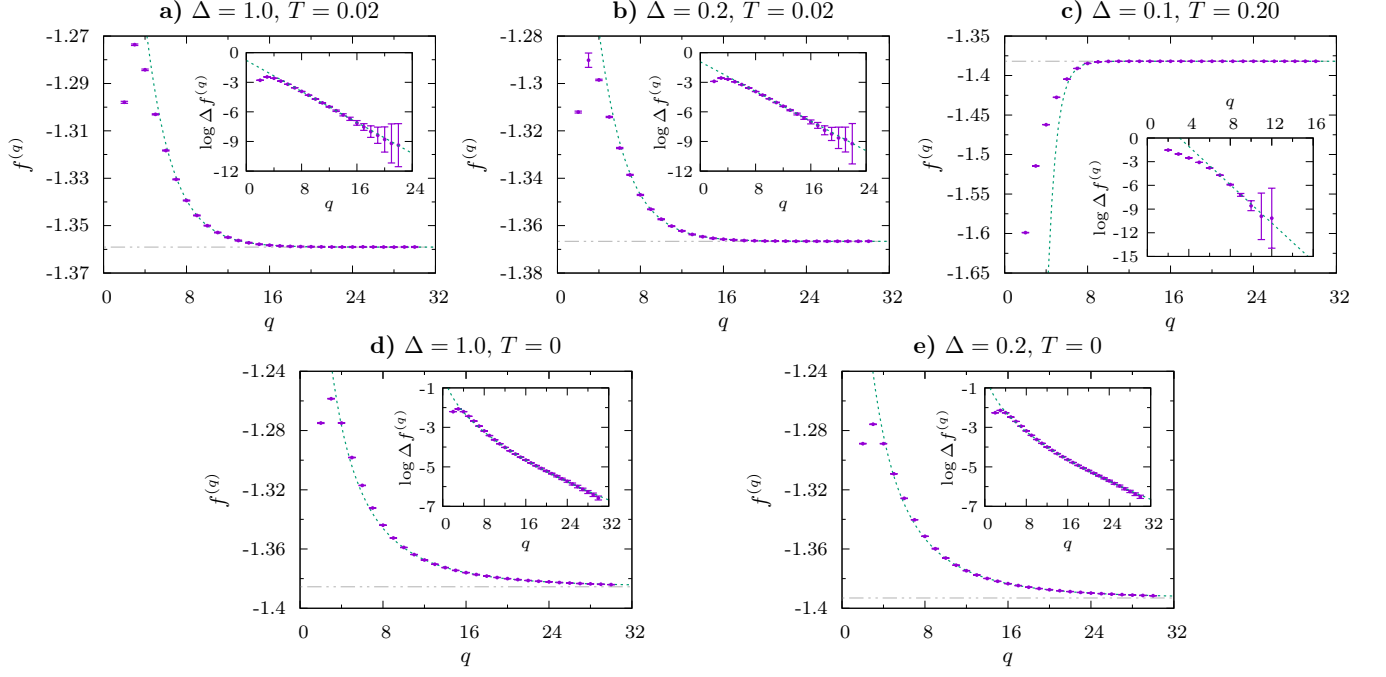 a) Δ = 1.0, T = 0.02
f^(q)
-1.27
-1.29
-1.31
-1.33
-1.35
-1.37
0 8 16 24 32
q
log Δf^(q)
0
-3
-6
-9
-12
0 4 8 12 16 20 24
q
b) Δ = 0.2, T = 0.02
f^(q)
-1.28
-1.3
-1.32
-1.34
-1.36
-1.38
0 8 16 24 32
q
log Δf^(q)
0
-3
-6
-9
-12
0 4 8 12 16 20 24
q
c) Δ = 0.1, T = 0.20
f^(q)
-1.35
-1.4
-1.45
-1.5
-1.55
-1.6
-1.65
0 8 16 24 32
q
q
0 4 8 12 16
log Δf^(q)
0
-3
-6
-9
-12
-15
d) Δ = 1.0, T = 0
f^(q)
-1.24
-1.28
-1.32
-1.36
-1.4
0 8 16 24 32
q
log Δf^(q)
-1
-3
-5
-7
0 8 16 24 32
q
e) Δ = 0.2, T = 0
f^(q)
-1.24
-1.28
-1.32
-1.36
-1.4
0 8 16 24 32
q
log Δf^(q)
-1
-3
-5
-7
0 8 16 24 32
q